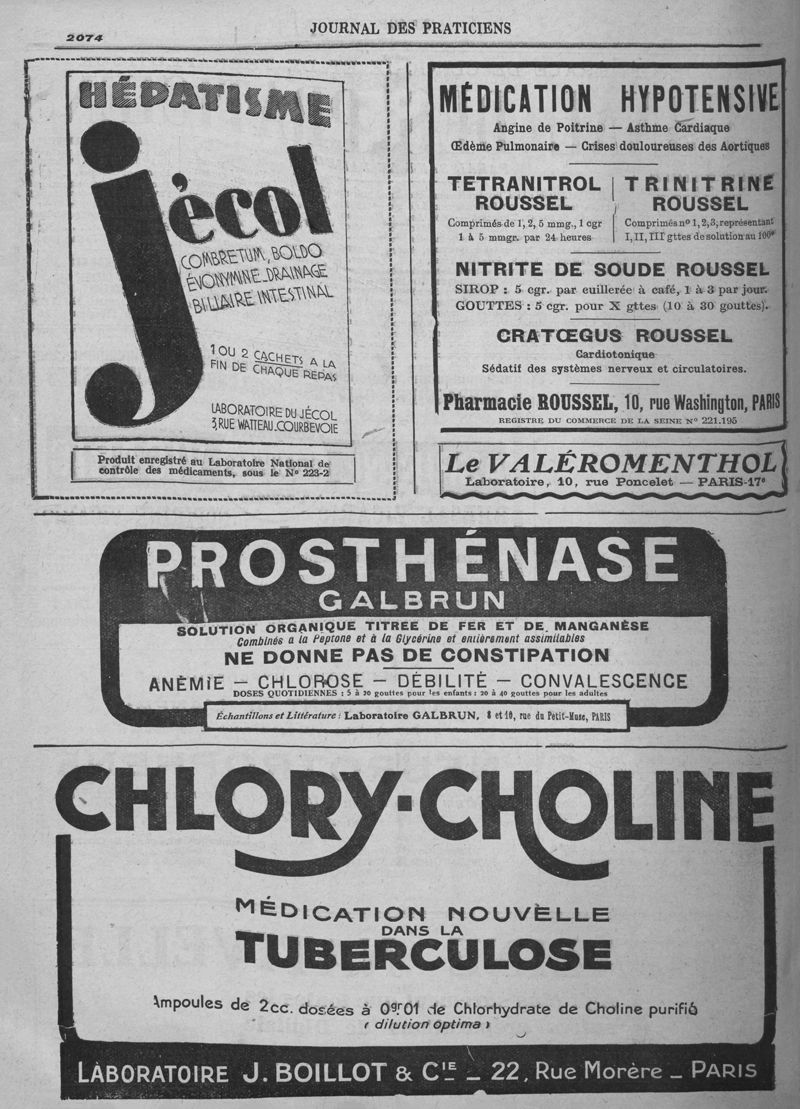 2074
JOURNAL DES PRATICIENS
HÉPATISME
jécol
COMBRETUM, BOLDO
ÉVONYMINE_DRAINAGE
BILIAIRE INTESTINAL
1 OU 2 CACHETS A LA
FIN DE CHAQUE REPAS
LABORATOIRE DU JÉCOL
3, RUE WATTEAU_COURBEVOIE
Produit enregistré au Laboratoire National de
contrôle des médicaments, sous le Nº 223-2
MÉDICATION HYPOTENSIVE
Angine de Poitrine — Asthme Cardiaque
Œdème Pulmonaire — Crises douloureuses des Aortiques
TETRANITROL
ROUSSEL
Comprimés de 1, 2, 5 mmg., 1 cgr
1 à 5 mmgr. par 24 heures
TRINITRINE
ROUSSEL
Comprimés nº 1, 2, 3; représentant
I, II, III gttes de solution au 100e
NITRITE DE SOUDE ROUSSEL
SIROP : 5 cgr. par cuillerée à café, 1 à 3 par jour.
GOUTTES : 5 cgr. pour X gttes (10 à 30 gouttes).
CRATŒGUS ROUSSEL
Cardiotonique
Sédatif des systèmes nerveux et circulatoires.
Pharmacie ROUSSEL, 10, rue Washington, PARIS
REGISTRE DU COMMERCE DE LA SEINE Nº 221.195
Le VALÉROMENTHOL
Laboratoire, 10, rue Poncelet — PARIS-17e
PROSTHÉNASE
GALBRUN
SOLUTION ORGANIQUE TITREE DE FER ET DE MANGANÈSE
Combinés a la Peptone et à la Glycérine et entièrement assimilables
NE DONNE PAS DE CONSTIPATION
ANÉMIE — CHLOROSE — DÉBILITÉ — CONVALESCENCE
DOSES QUOTIDIENNES : 5 à 20 gouttes pour les enfants : 20 à 40 gouttes pour les adultes
Échantillons et Littérature : Laboratoire GALBRUN, 8 et 10, rue du Petit-Musc, PARIS
CHLORY-CHOLINE
MÉDICATION NOUVELLE
DANS LA
TUBERCULOSE
Ampoules de 2cc. dosées à 0gr01 de Chlorhydrate de Choline purifié
( dilution optima )
LABORATOIRE J. BOILLOT & CIE _ 22, RUE MORÈRE _ PARIS